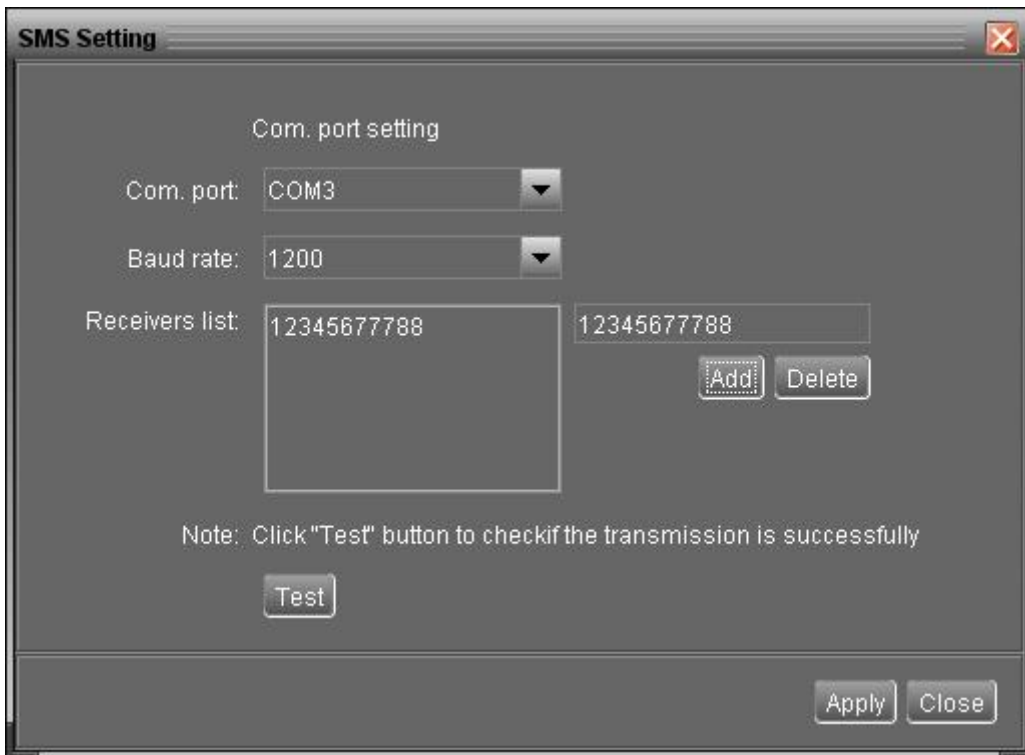 SMS Setting
Com. port setting
Com. port: COM3
Baud rate: 1200
Receivers list: 12345677788 12345677788
Add Delete
Note: Click "Test" button to checkif the transmission is successfully
Test
Apply Close